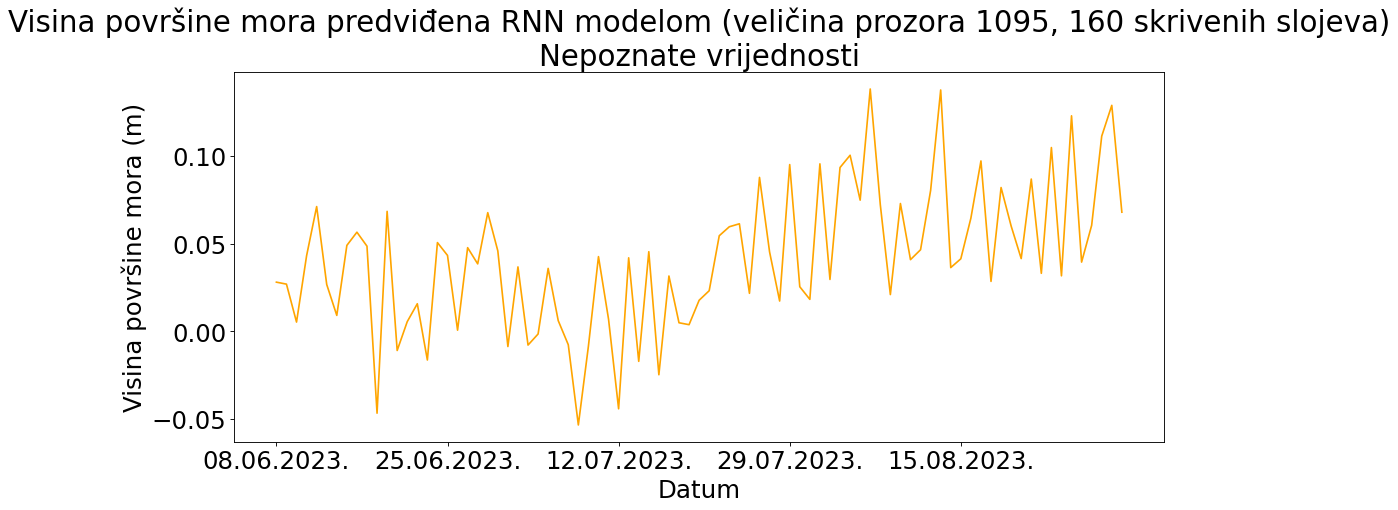 Visina površine mora predviđena RNN modelom (veličina prozora 1095, 160 skrivenih slojeva)
Nepoznate vrijednosti
Visina površine mora (m)
0.10
0.05
0.00
−0.05
08.06.2023. 25.06.2023. 12.07.2023. 29.07.2023. 15.08.2023.
Datum